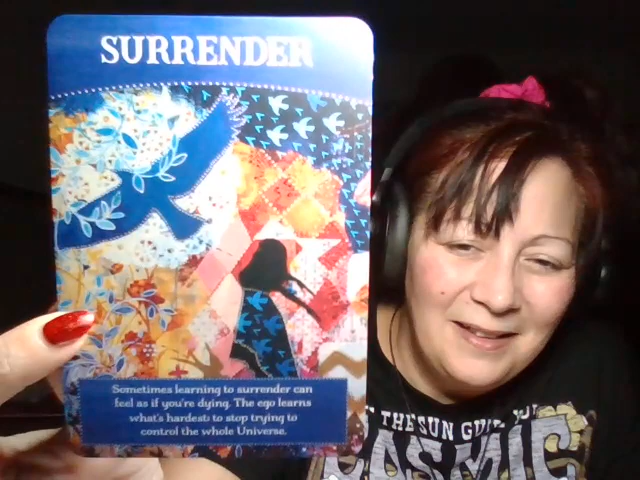 SURRENDER
Sometimes learning to surrender can
feel as if you're dying. The ego learns
what's hardest: to stop trying to
control the whole Universe.
THE SUN
COSMIC